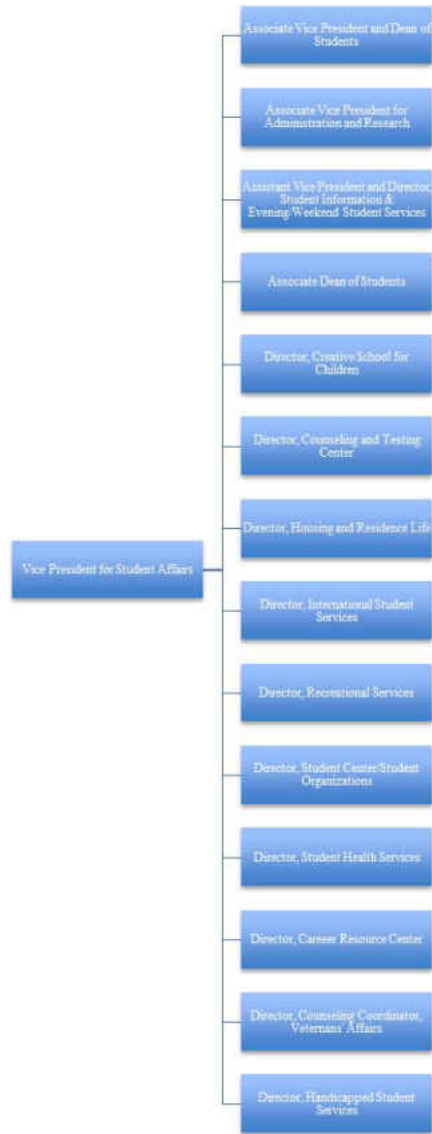 Associate Vice President and Dean of
Students
Associate Vice President for
Administration and Research
Assistant Vice President and Director,
Student Information &
Evening/Weekend Student Services
Associate Dean of Students
Director, Creative School for
Children
Director, Counseling and Testing
Center
Director, Housing and Residence Life
Vice President for Student Affairs
Director, International Student
Services
Director, Recreational Services
Director, Student Center/Student
Organizations
Director, Student Health Services
Director, Career Resource Center
Director, Counseling Coordinator,
Veterans' Affairs
Director, Handicapped Student
Services